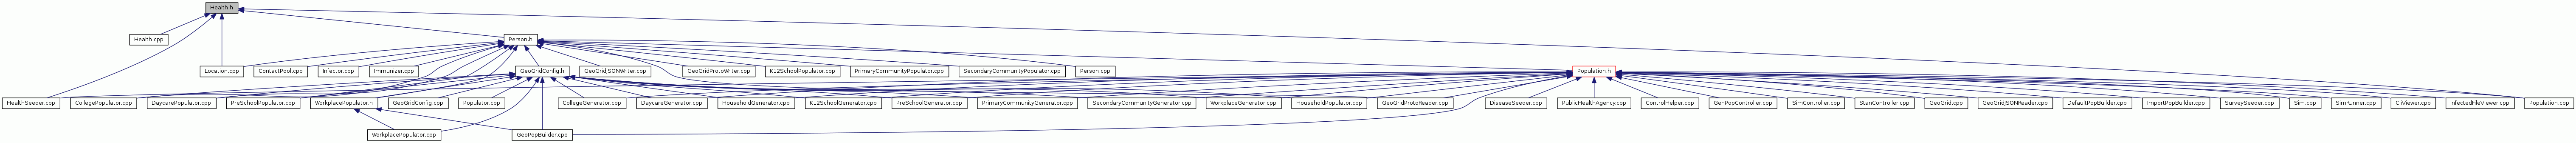 Health.h
Health.cpp
Person.h
Location.cpp
ContactPool.cpp
Infector.cpp
Immunizer.cpp
GeoGridConfig.h
GeoGridJSONWriter.cpp
GeoGridProtoWriter.cpp
K12SchoolPopulator.cpp
PrimaryCommunityPopulator.cpp
SecondaryCommunityPopulator.cpp
Person.cpp
Population.h
HealthSeeder.cpp
CollegePopulator.cpp
DaycarePopulator.cpp
PreSchoolPopulator.cpp
WorkplacePopulator.h
GeoGridConfig.cpp
Populator.cpp
CollegeGenerator.cpp
DaycareGenerator.cpp
HouseholdGenerator.cpp
K12SchoolGenerator.cpp
PreSchoolGenerator.cpp
PrimaryCommunityGenerator.cpp
SecondaryCommunityGenerator.cpp
WorkplaceGenerator.cpp
HouseholdPopulator.cpp
GeoGridProtoReader.cpp
DiseaseSeeder.cpp
PublicHealthAgency.cpp
ControlHelper.cpp
GenPopController.cpp
SimController.cpp
StanController.cpp
GeoGrid.cpp
GeoGridJSONReader.cpp
DefaultPopBuilder.cpp
ImportPopBuilder.cpp
SurveySeeder.cpp
Sim.cpp
SimRunner.cpp
CliViewer.cpp
InfectedFileViewer.cpp
Population.cpp
WorkplacePopulator.cpp
GeoPopBuilder.cpp